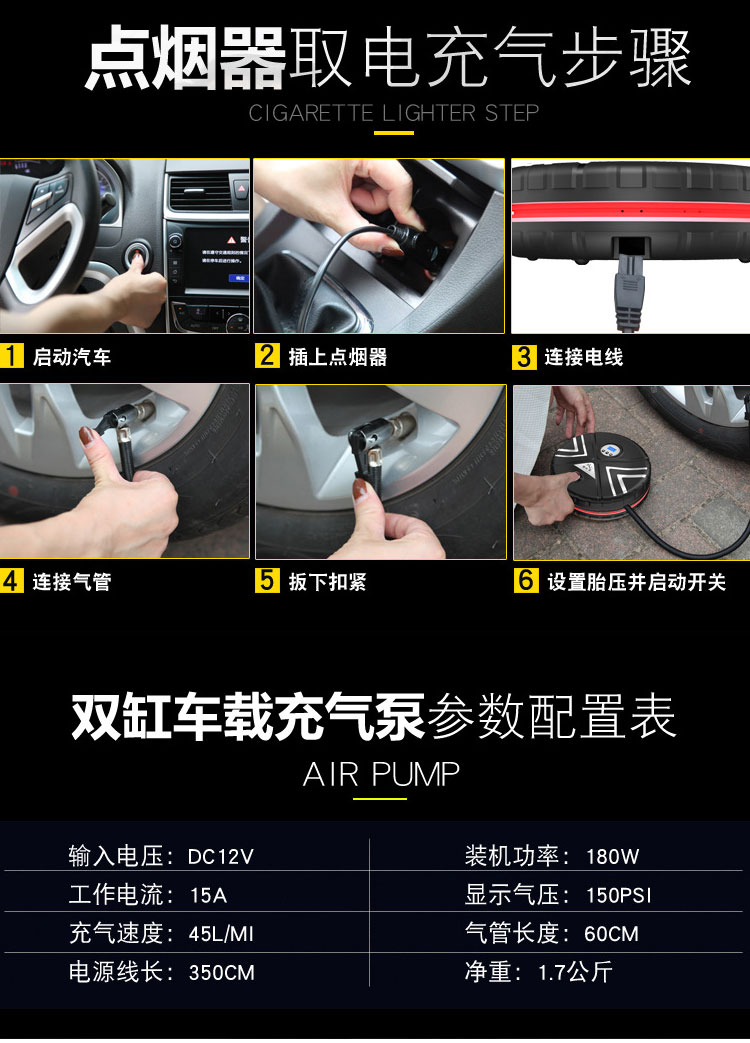 点烟器取电充气步骤
CIGARETTE LIGHTER STEP
1 启动汽车
2 插上点烟器
3 连接电线
4 连接气管
5 扳下扣紧
6 设置胎压并启动开关
双缸车载充气泵参数配置表
AIR PUMP
输入电压：DC12V
装机功率：180W
工作电流：15A
显示气压：150PSI
充气速度：45L/MI
气管长度：60CM
电源线长：350CM
净重：1.7公斤